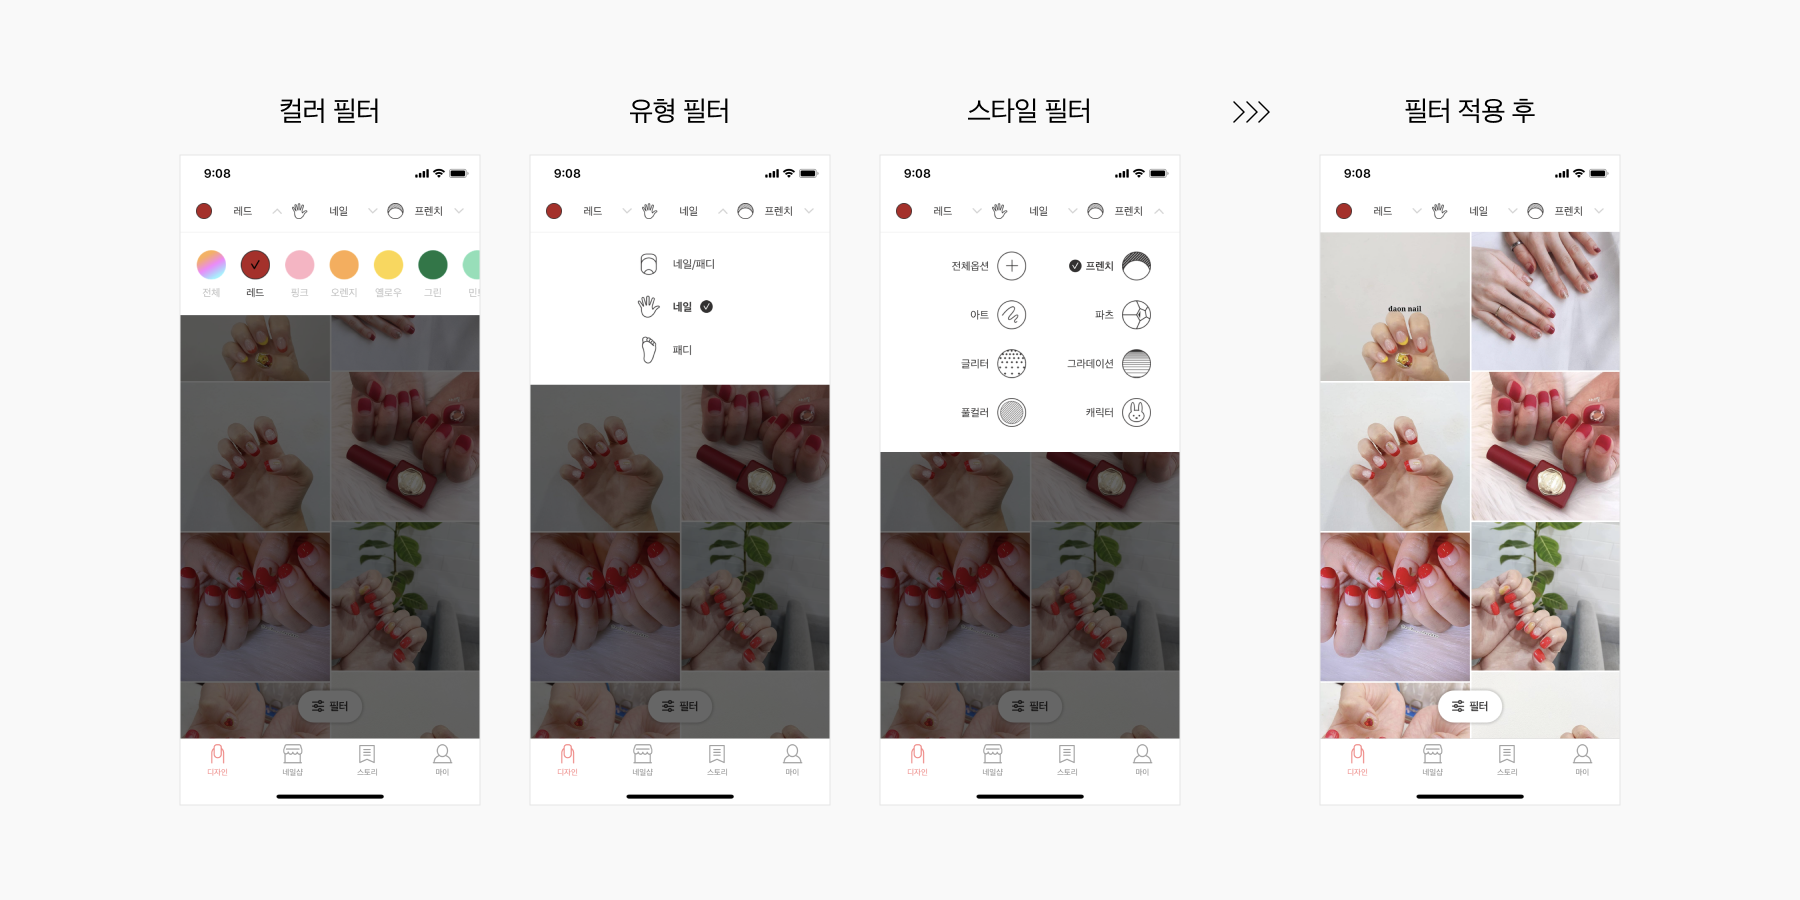 컬러 필터
유형 필터
스타일 필터
필터 적용 후
9:08
레드
네일
프렌치
전체
레드
핑크
오렌지
옐로우
그린
민트
필터
디자인
네일샵
스토리
마이
9:08
레드
네일
프렌치
네일/패디
네일
패디
필터
디자인
네일샵
스토리
마이
9:08
레드
네일
프렌치
전체옵션
프렌치
아트
파츠
글리터
그라데이션
풀컬러
캐릭터
필터
디자인
네일샵
스토리
마이
9:08
레드
네일
프렌치
daon nail
필터
디자인
네일샵
스토리
마이